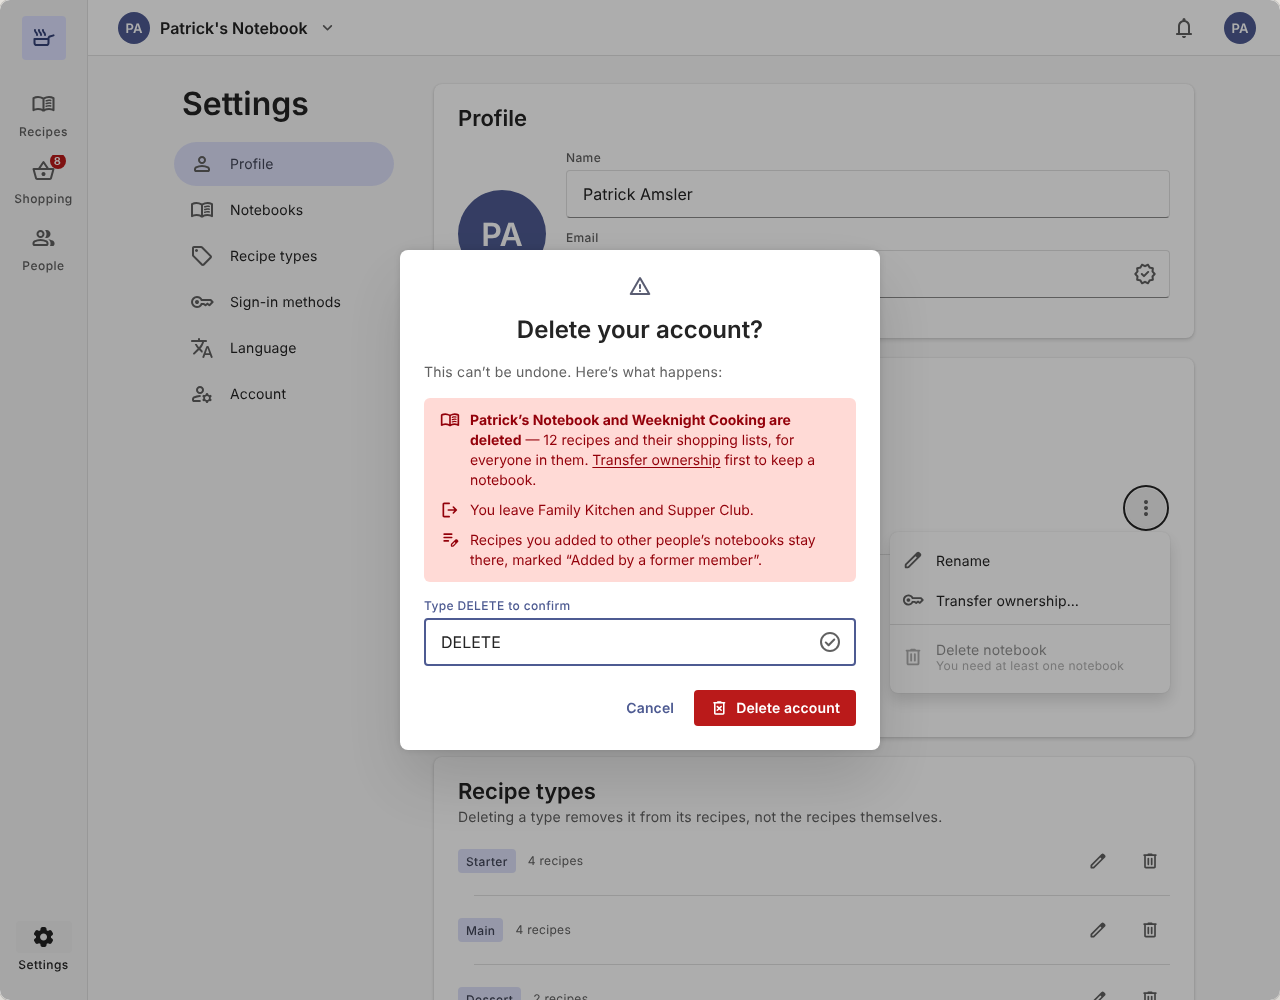 PA Patrick's Notebook
PA
Recipes
8
Shopping
People
Settings
Settings
Profile
Notebooks
Recipe types
Sign-in methods
Language
Account
Profile
PA
Name
Patrick Amsler
Email
Delete your account?
This can’t be undone. Here’s what happens:
Patrick’s Notebook and Weeknight Cooking are
deleted — 12 recipes and their shopping lists, for
everyone in them. Transfer ownership first to keep a
notebook.
You leave Family Kitchen and Supper Club.
Recipes you added to other people’s notebooks stay
there, marked “Added by a former member”.
Type DELETE to confirm
DELETE
Cancel
Delete account
Rename
Transfer ownership...
Delete notebook
You need at least one notebook
Recipe types
Deleting a type removes it from its recipes, not the recipes themselves.
Starter 4 recipes
Main 4 recipes
Dessert 2 recipes